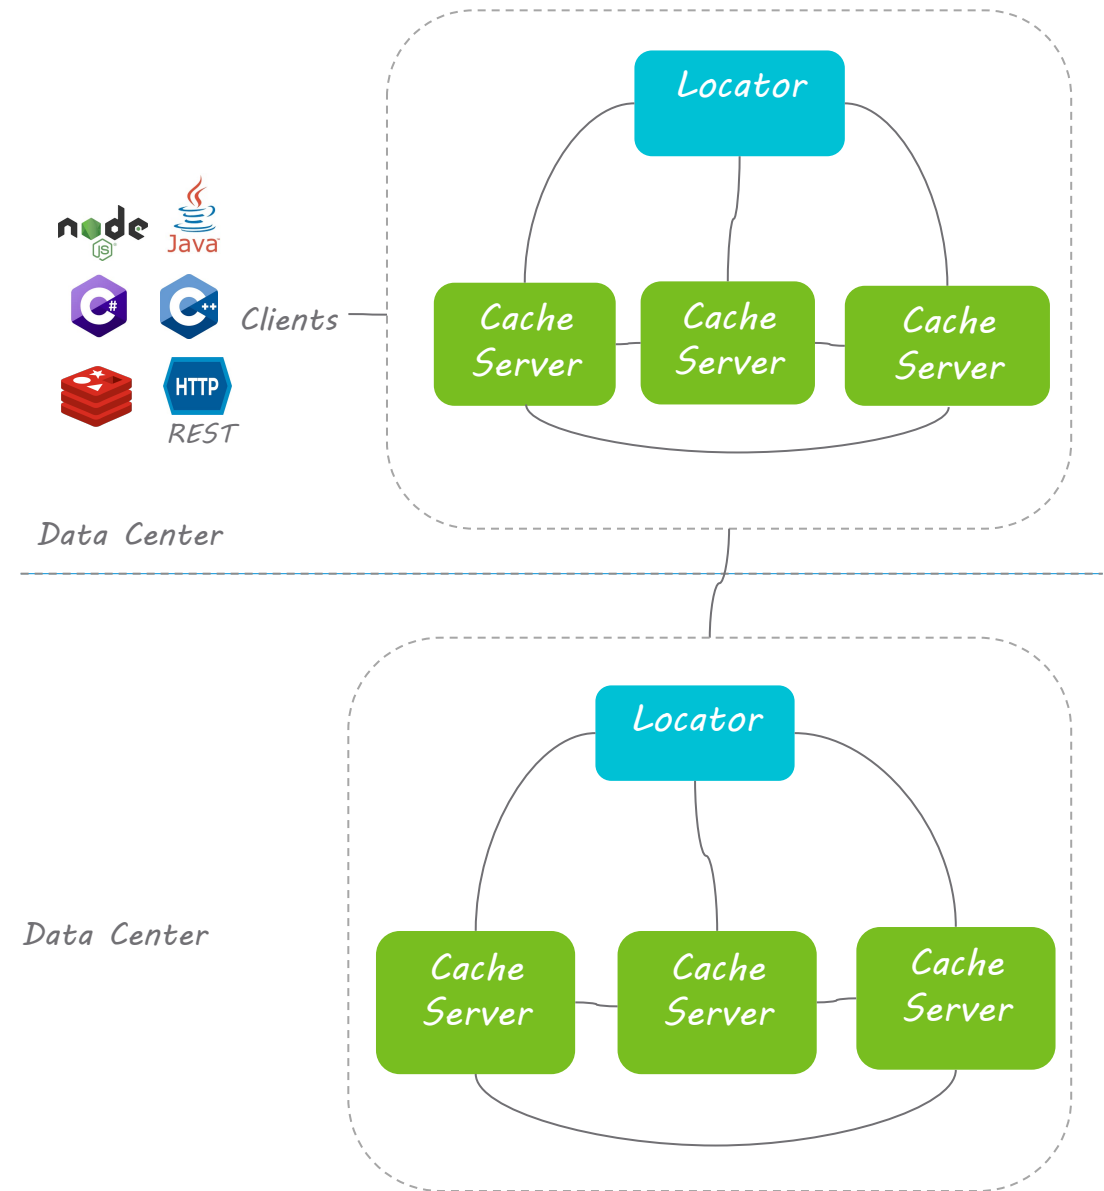 Locator
node
JS
Java
C#
C++
Clients
Cache
Server
Cache
Server
Cache
Server
HTTP
REST
Data Center
Locator
Data Center
Cache
Server
Cache
Server
Cache
Server